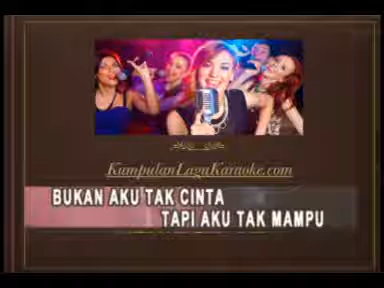 KumpulanLaguKaraoke.com
BUKAN AKU TAK CINTA
TAPI AKU TAK MAMPU